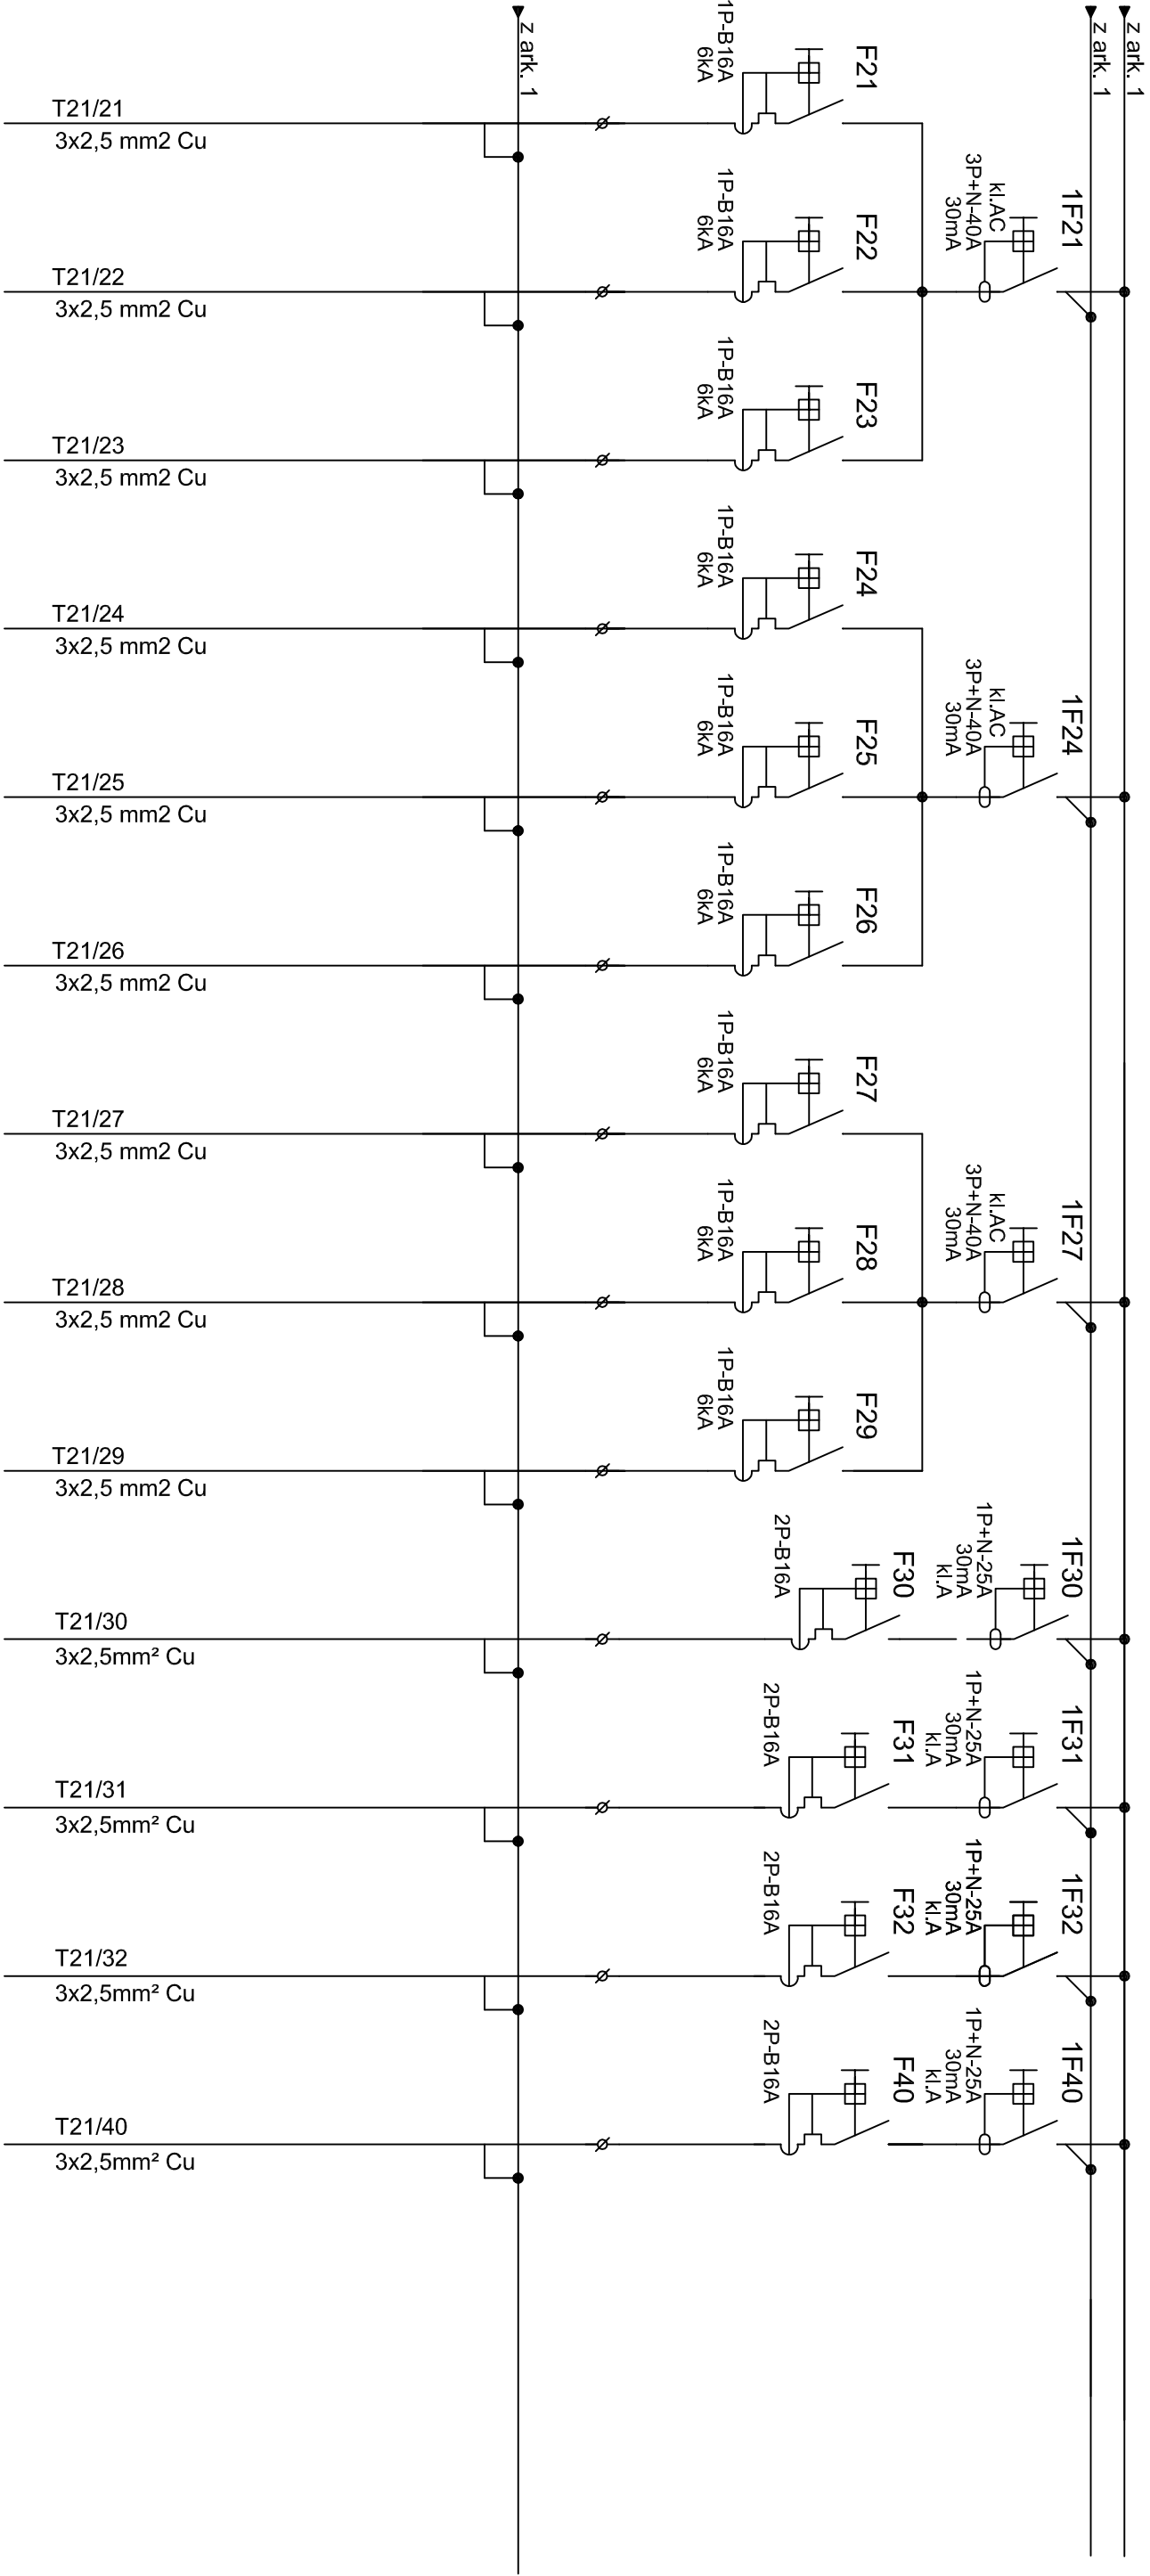 z ark. 1
z ark. 1
z ark. 1
F21
1P-B16A
6kA
T21/21
3x2,5 mm2 Cu
1F21
kl.AC
3P+N-40A
30mA
F22
1P-B16A
6kA
T21/22
3x2,5 mm2 Cu
F23
1P-B16A
6kA
T21/23
3x2,5 mm2 Cu
F24
1P-B16A
6kA
T21/24
3x2,5 mm2 Cu
1F24
kl.AC
3P+N-40A
30mA
F25
1P-B16A
6kA
T21/25
3x2,5 mm2 Cu
F26
1P-B16A
6kA
T21/26
3x2,5 mm2 Cu
F27
1P-B16A
6kA
T21/27
3x2,5 mm2 Cu
1F27
kl.AC
3P+N-40A
30mA
F28
1P-B16A
6kA
T21/28
3x2,5 mm2 Cu
F29
1P-B16A
6kA
T21/29
3x2,5 mm2 Cu
1F30
1P+N-25A
30mA
kl.A
F30
2P-B16A
T21/30
3x2,5mm² Cu
1F31
1P+N-25A
30mA
kl.A
F31
2P-B16A
T21/31
3x2,5mm² Cu
1F32
1P+N-25A
30mA
kl.A
F32
2P-B16A
T21/32
3x2,5mm² Cu
1F40
1P+N-25A
30mA
kl.A
F40
2P-B16A
T21/40
3x2,5mm² Cu